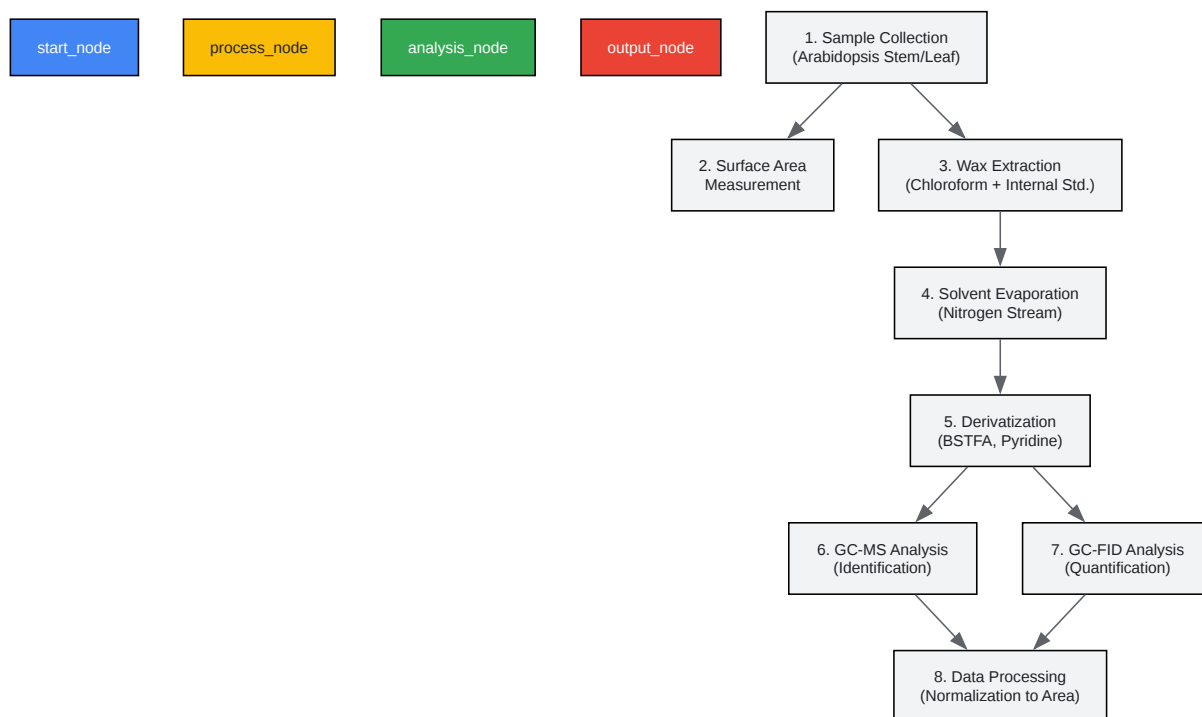 start_node
process_node
analysis_node
output_node
1. Sample Collection
(Arabidopsis Stem/Leaf)
2. Surface Area
Measurement
3. Wax Extraction
(Chloroform + Internal Std.)
4. Solvent Evaporation
(Nitrogen Stream)
5. Derivatization
(BSTFA, Pyridine)
6. GC-MS Analysis
(Identification)
7. GC-FID Analysis
(Quantification)
8. Data Processing
(Normalization to Area)